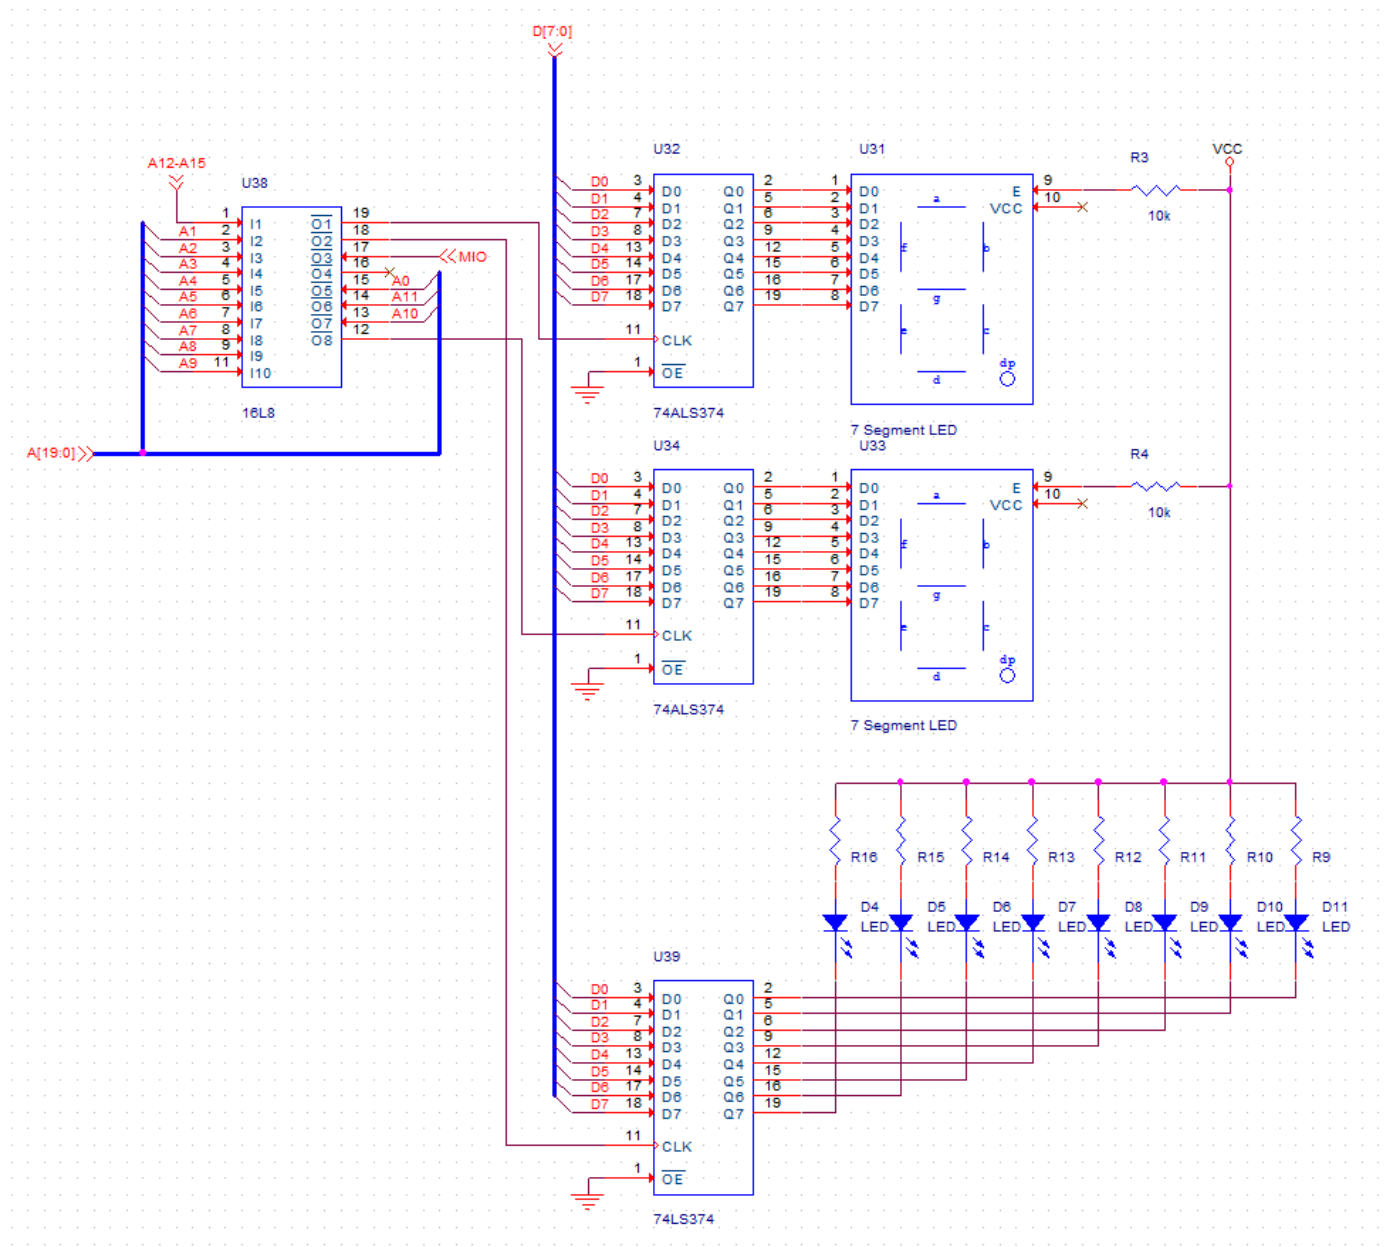 D[7:0]
A12-A15
U38
1 I1 O1 19
A1 2 I2 O2 18
A2 3 I3 O3 17 MIO
A3 4 I4 O4 16
A4 5 I5 O5 15 A0
A5 6 I6 O6 14 A11
A6 7 I7 O7 13 A10
A7 8 I8 O8 12
A8 9 I9
A9 11 I10
16L8
A[19:0]
U32
D0 3 D0 Q0 2
D1 4 D1 Q1 5
D2 7 D2 Q2 6
D3 8 D3 Q3 9
D4 13 D4 Q4 12
D5 14 D5 Q5 15
D6 17 D6 Q6 16
D7 18 D7 Q7 19
11 CLK
1 OE
74ALS374
U31
1 D0 E 9
2 D1 VCC 10
3 D2
4 D3
5 D4
6 D5
7 D6
8 D7
a
f b
g
e c
d
dp
7 Segment LED
R3
10k
VCC
U34
D0 3 D0 Q0 2
D1 4 D1 Q1 5
D2 7 D2 Q2 6
D3 8 D3 Q3 9
D4 13 D4 Q4 12
D5 14 D5 Q5 15
D6 17 D6 Q6 16
D7 18 D7 Q7 19
11 CLK
1 OE
74ALS374
U33
1 D0 E 9
2 D1 VCC 10
3 D2
4 D3
5 D4
6 D5
7 D6
8 D7
a
f b
g
e c
d
dp
7 Segment LED
R4
10k
R16 R15 R14 R13 R12 R11 R10 R9
D4 D5 D6 D7 D8 D9 D10 D11
LED LED LED LED LED LED LED LED
U39
D0 3 D0 Q0 2
D1 4 D1 Q1 5
D2 7 D2 Q2 6
D3 8 D3 Q3 9
D4 13 D4 Q4 12
D5 14 D5 Q5 15
D6 17 D6 Q6 16
D7 18 D7 Q7 19
11 CLK
1 OE
74LS374